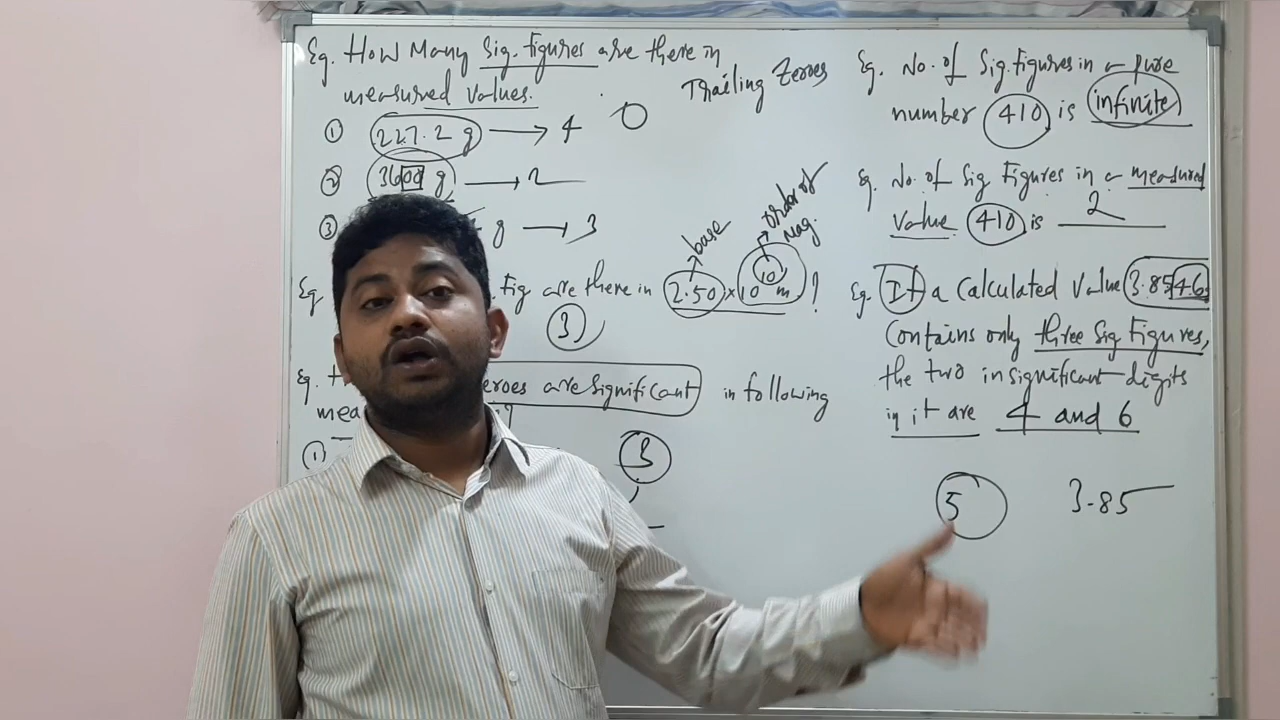 Eg. How Many Sig. figures are there in
measured values.
Trailing Zeroes
① 227.2 g → 4
0
② 3600 g → 2
③ g → 3
Eg
Fig are there in 2.50 × 10 10 m ?
base
order of
mag.
3
Eg. H eroes are significant in following
mea
①
3
Eg. No. of Sig. figures in a pure
number 410 is infinite
Eg. No. of Sig Figures in a measured
value 410 is 2
Eg. If a Calculated Value 3.8546
Contains only three Sig Figures,
the two insignificant digits
in it are 4 and 6
5 3.85